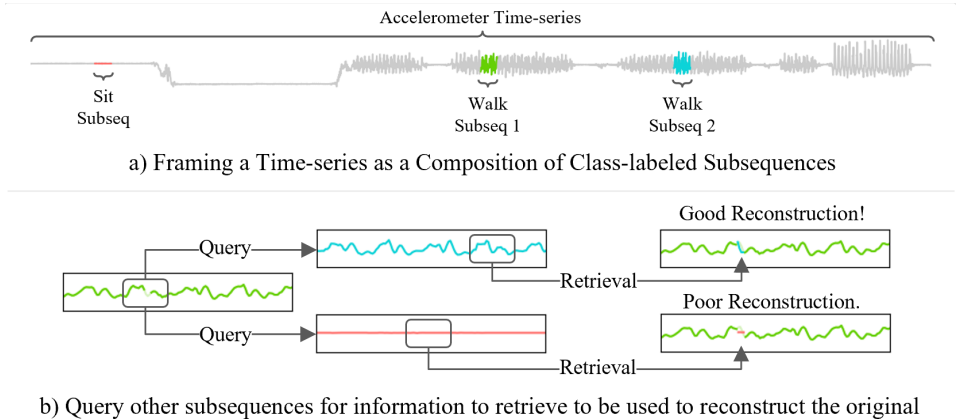 Accelerometer Time-series
Sit
Subseq
Walk
Subseq 1
Walk
Subseq 2
a) Framing a Time-series as a Composition of Class-labeled Subsequences
Good Reconstruction!
Query
Retrieval
Poor Reconstruction.
Query
Retrieval
b) Query other subsequences for information to retrieve to be used to reconstruct the original